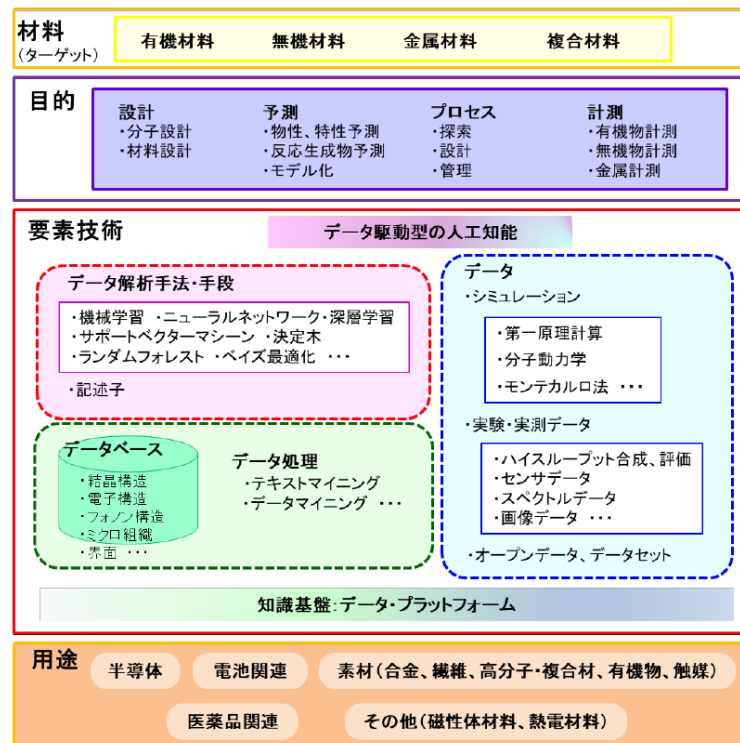 材料
(ターゲット)
有機材料 無機材料 金属材料 複合材料
目的
設計
・分子設計
・材料設計
予測
・物性、特性予測
・反応生成物予測
・モデル化
プロセス
・探索
・設計
・管理
計測
・有機物計測
・無機物計測
・金属計測
要素技術
データ駆動型の人工知能
データ解析手法・手段
・機械学習 ・ニューラルネットワーク・深層学習
・サポートベクターマシーン ・決定木
・ランダムフォレスト ・ベイズ最適化 ・・・
・記述子
データベース
・結晶構造
・電子構造
・フォノン構造
・ミクロ組織
・界面 ・・・
データ処理
・テキストマイニング
・データマイニング ・・・
データ
・シミュレーション
・第一原理計算
・分子動力学
・モンテカルロ法 ・・・
・実験・実測データ
・ハイスループット合成、評価
・センサデータ
・スペクトルデータ
・画像データ ・・・
・オープンデータ、データセット
知識基盤:データ・プラットフォーム
用途
半導体 電池関連 素材(合金、繊維、高分子・複合材、有機物、触媒)
医薬品関連 その他(磁性体材料、熱電材料)